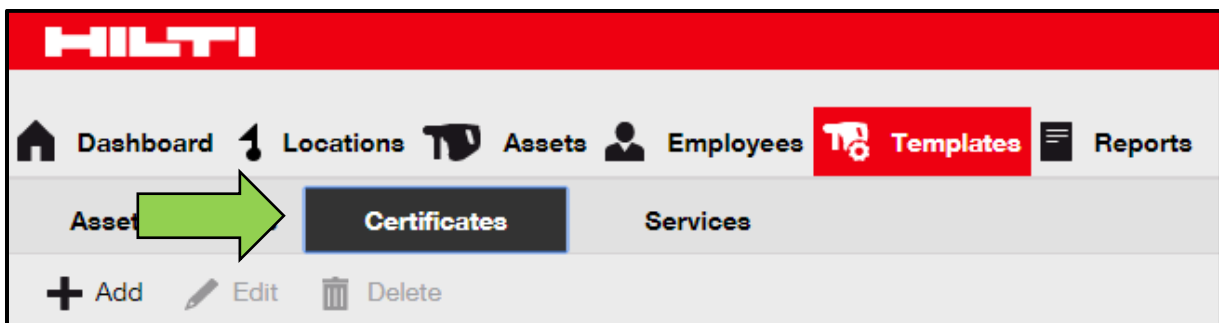 HILTI
Dashboard Locations Assets Employees Templates Reports
Asset Certificates Services
Add Edit Delete